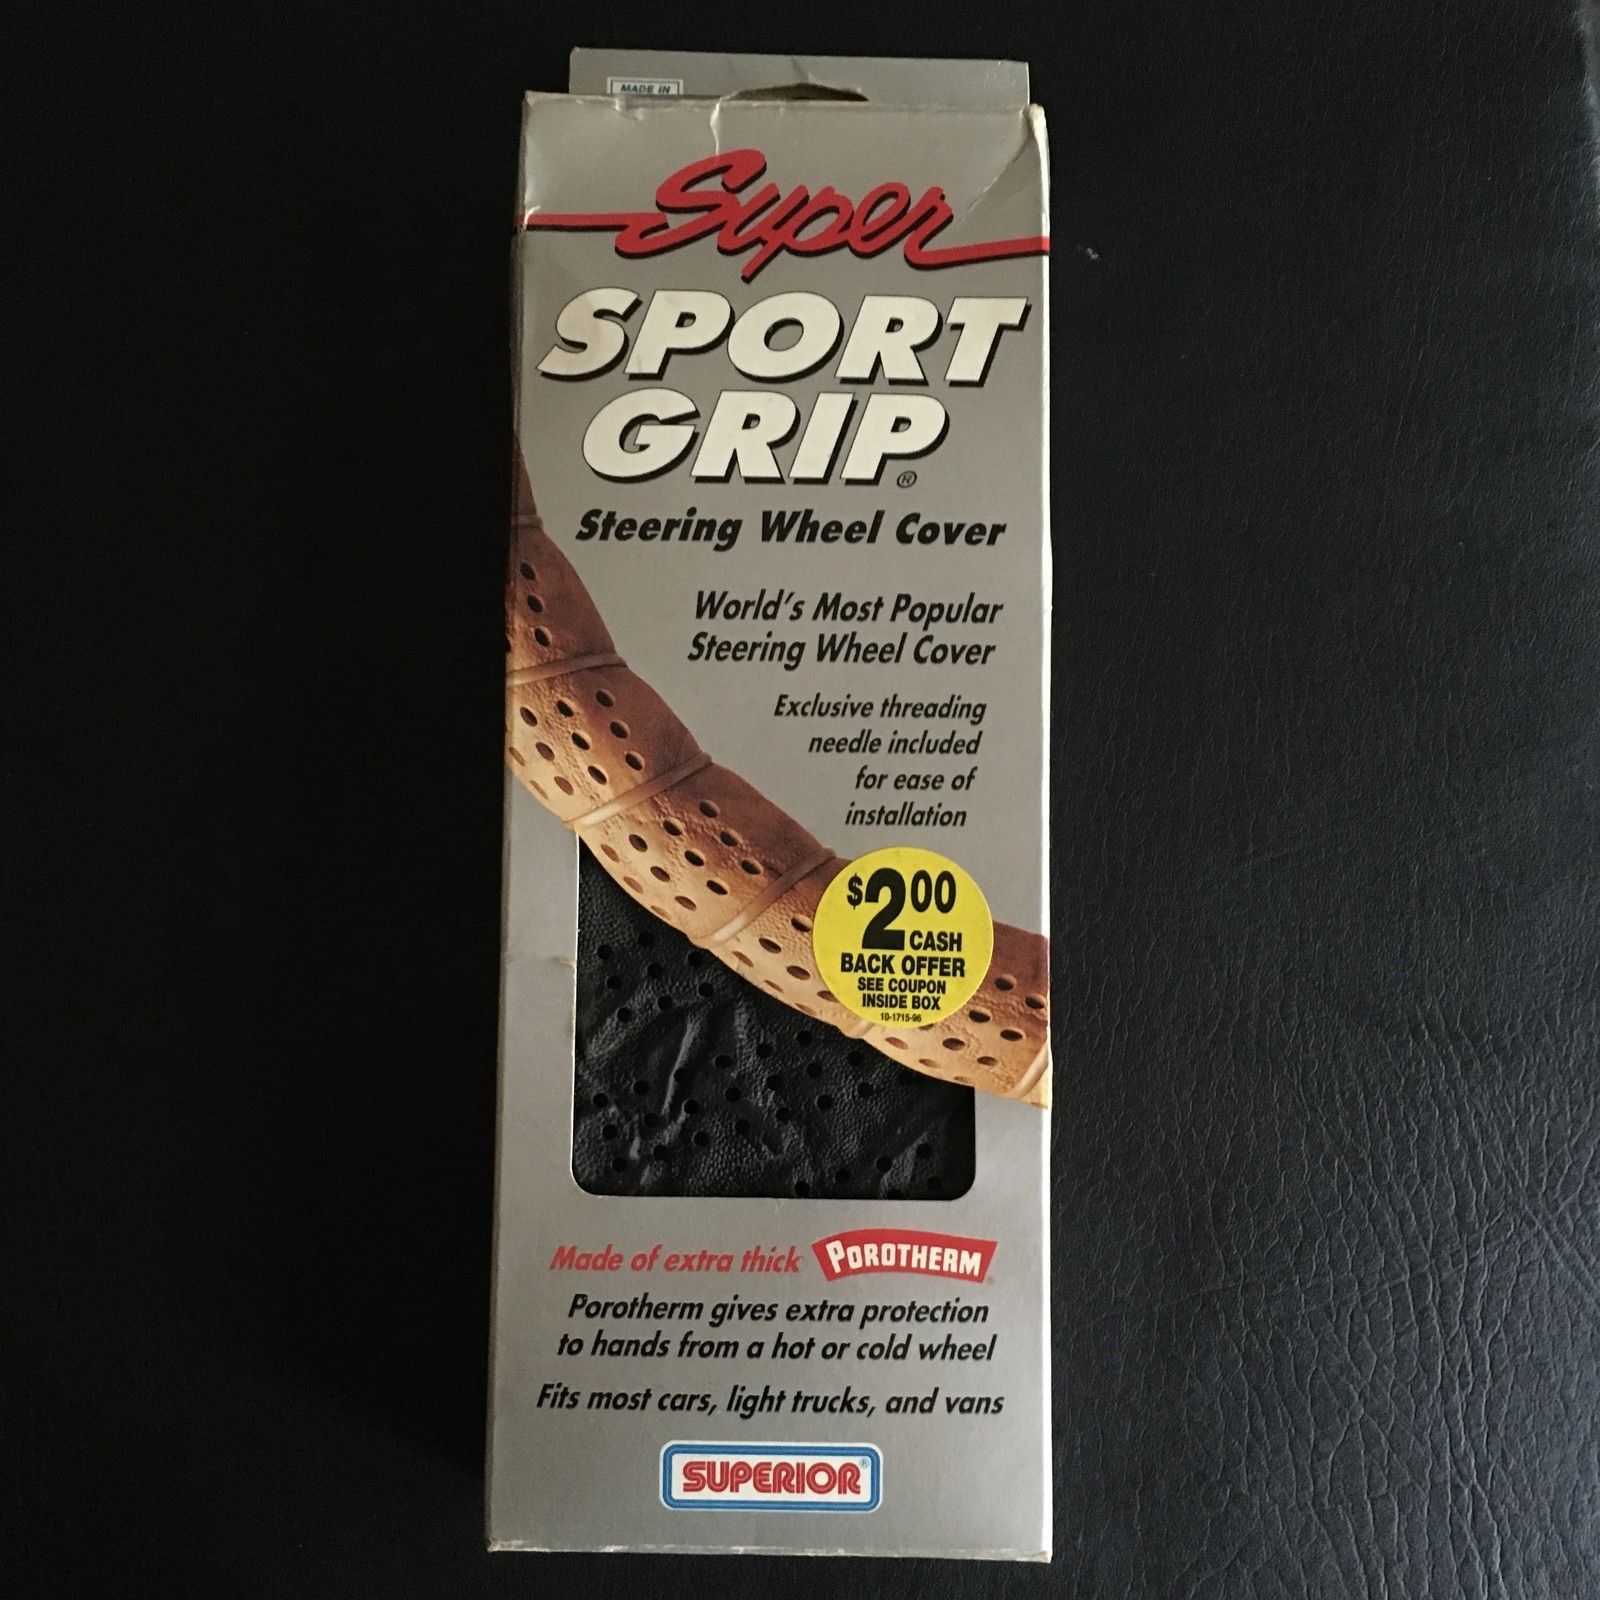 MADE IN
Super
SPORT
GRIP®
Steering Wheel Cover
World's Most Popular
Steering Wheel Cover
Exclusive threading
needle included
for ease of
installation
$2.00
CASH
BACK OFFER
SEE COUPON
INSIDE BOX
10-1715-96
Made of extra thick POROTHERM®
Porotherm gives extra protection
to hands from a hot or cold wheel
Fits most cars, light trucks, and vans
SUPERIOR®